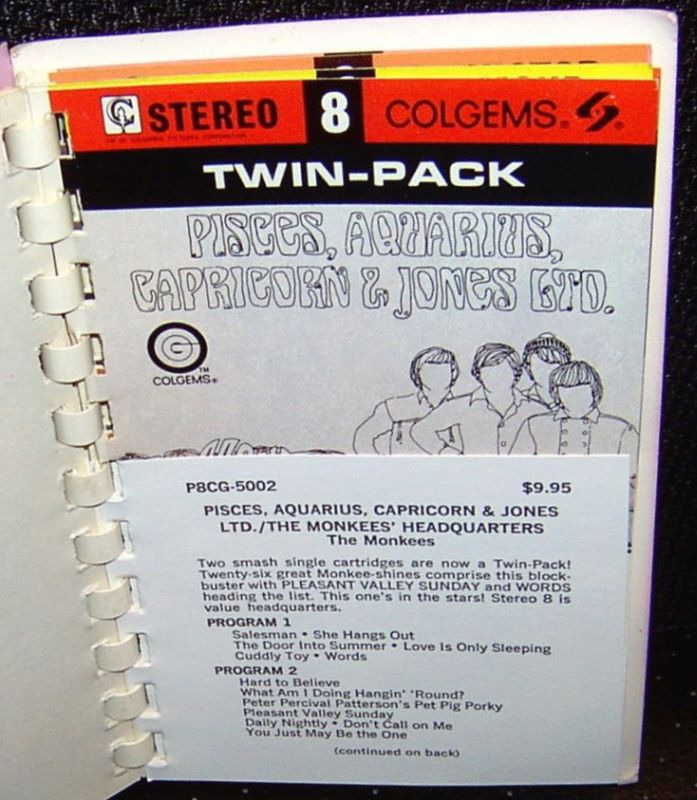 STEREO 8 COLGEMS®
TWIN-PACK
PISCES, AQUARIUS,
CAPRICORN & JONES LTD.
COLGEMS®
P8CG-5002 $9.95
PISCES, AQUARIUS, CAPRICORN & JONES
LTD./THE MONKEES' HEADQUARTERS
The Monkees
Two smash single cartridges are now a Twin-Pack!
Twenty-six great Monkee-shines comprise this block-
buster with PLEASANT VALLEY SUNDAY and WORDS
heading the list. This one's in the stars! Stereo 8 is
value headquarters.
PROGRAM 1
Salesman • She Hangs Out
The Door Into Summer • Love Is Only Sleeping
Cuddly Toy • Words
PROGRAM 2
Hard to Believe
What Am I Doing Hangin' 'Round?
Peter Percival Patterson's Pet Pig Porky
Pleasant Valley Sunday
Daily Nightly • Don't Call on Me
You Just May Be the One
(continued on back)